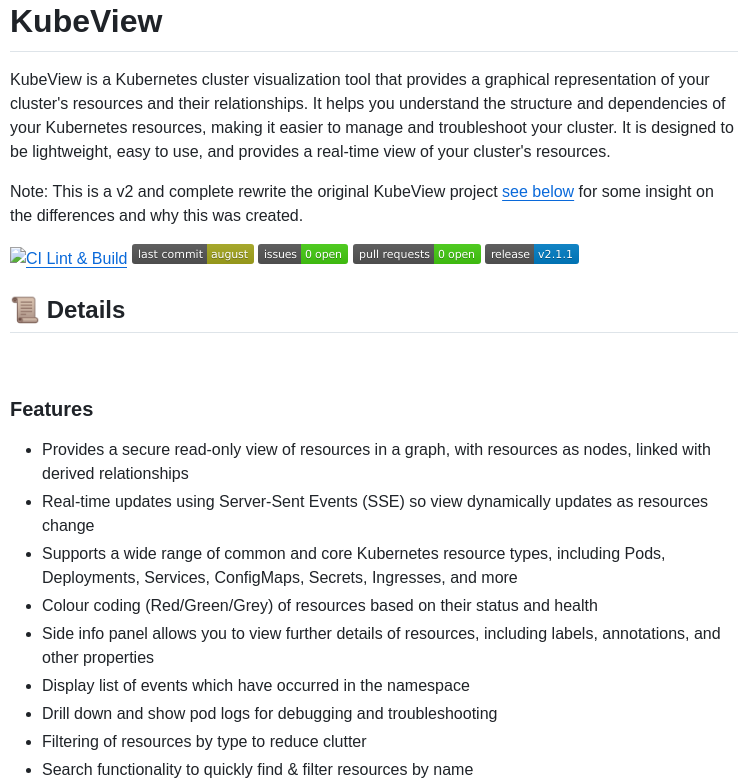 KubeView
KubeView is a Kubernetes cluster visualization tool that provides a graphical representation of your
cluster's resources and their relationships. It helps you understand the structure and dependencies of
your Kubernetes resources, making it easier to manage and troubleshoot your cluster. It is designed to
be lightweight, easy to use, and provides a real-time view of your cluster's resources.
Note: This is a v2 and complete rewrite the original KubeView project see below for some insight on
the differences and why this was created.
CI Lint & Build last commit august issues 0 open pull requests 0 open release v2.1.1
📜 Details
Features
• Provides a secure read-only view of resources in a graph, with resources as nodes, linked with
derived relationships
• Real-time updates using Server-Sent Events (SSE) so view dynamically updates as resources
change
• Supports a wide range of common and core Kubernetes resource types, including Pods,
Deployments, Services, ConfigMaps, Secrets, Ingresses, and more
• Colour coding (Red/Green/Grey) of resources based on their status and health
• Side info panel allows you to view further details of resources, including labels, annotations, and
other properties
• Display list of events which have occurred in the namespace
• Drill down and show pod logs for debugging and troubleshooting
• Filtering of resources by type to reduce clutter
• Search functionality to quickly find & filter resources by name